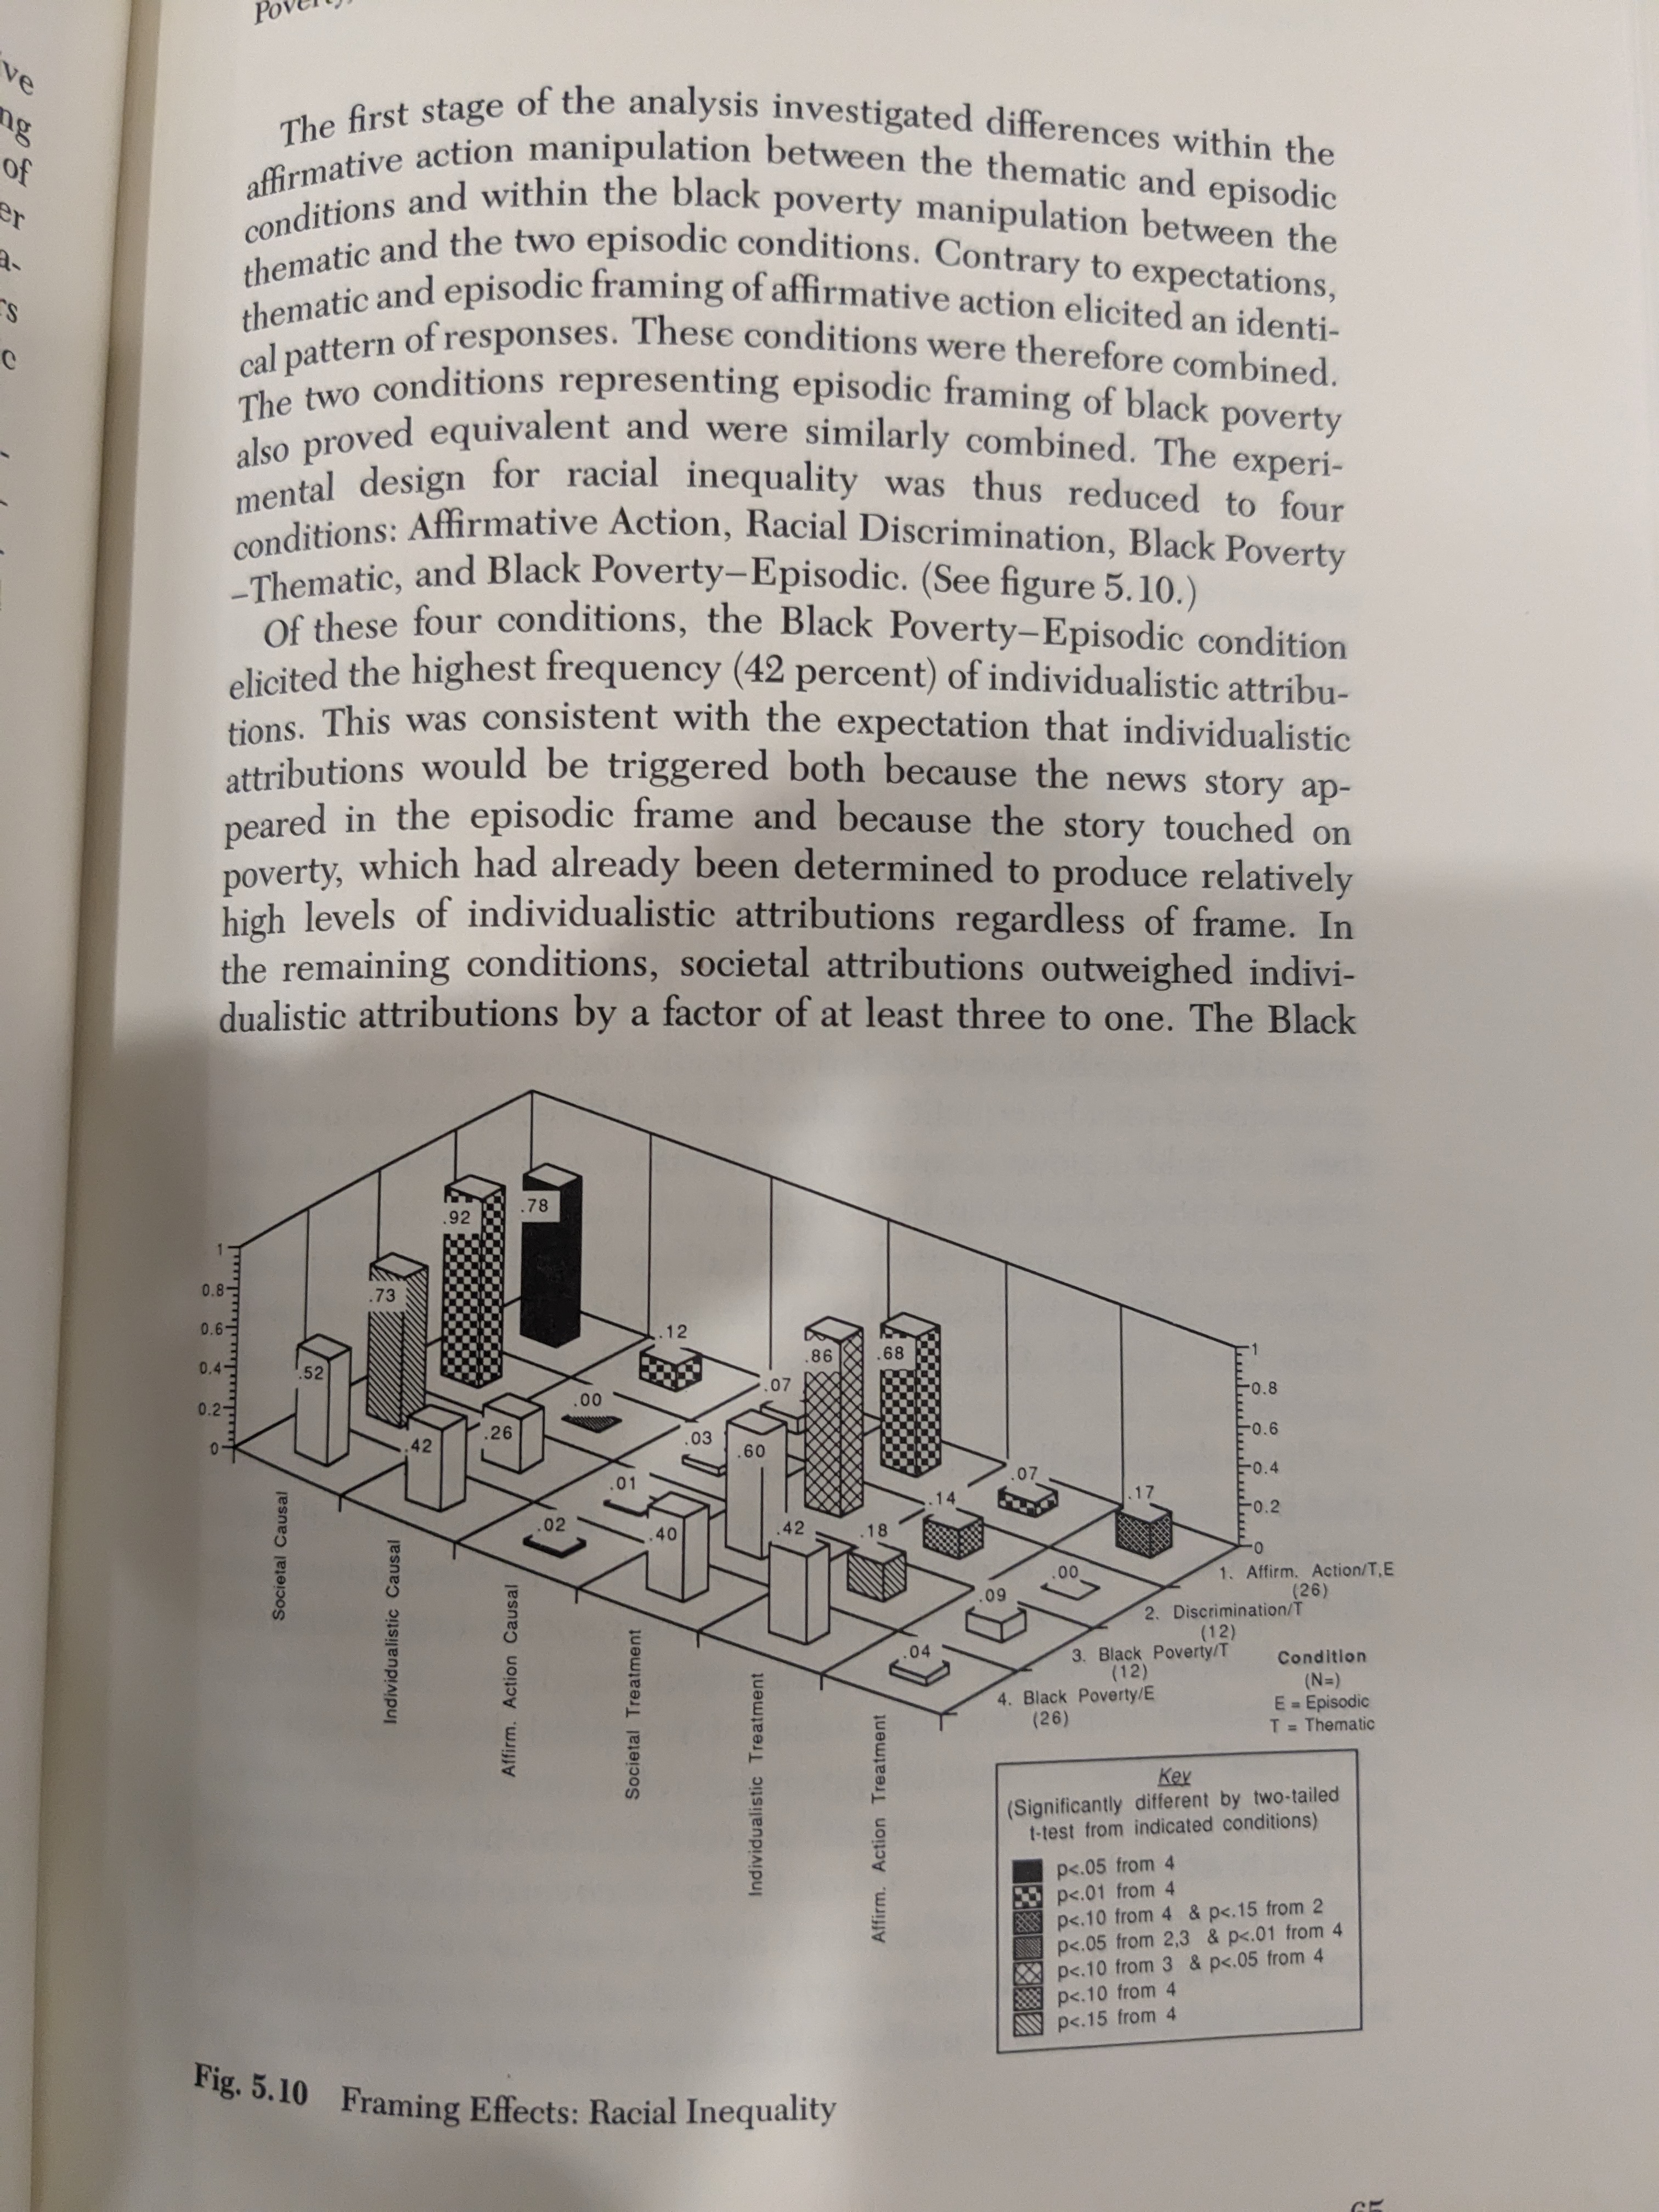 The first stage of the analysis investigated differences within the
affirmative action manipulation between the thematic and episodic
conditions and within the black poverty manipulation between the
thematic and the two episodic conditions. Contrary to expectations,
thematic and episodic framing of affirmative action elicited an identi-
cal pattern of responses. These conditions were therefore combined.
The two conditions representing episodic framing of black poverty
also proved equivalent and were similarly combined. The experi-
mental design for racial inequality was thus reduced to four
conditions: Affirmative Action, Racial Discrimination, Black Poverty
–Thematic, and Black Poverty–Episodic. (See figure 5.10.)
Of these four conditions, the Black Poverty–Episodic condition
elicited the highest frequency (42 percent) of individualistic attribu-
tions. This was consistent with the expectation that individualistic
attributions would be triggered both because the news story ap-
peared in the episodic frame and because the story touched on
poverty, which had already been determined to produce relatively
high levels of individualistic attributions regardless of frame. In
the remaining conditions, societal attributions outweighed indivi-
dualistic attributions by a factor of at least three to one. The Black
1
0.8
0.6
0.4
0.2
0
.78
.92
.73
.52
.12
.00
.26
.42
.07
.03
.01
.02
.68
.86
.60
.40
.07
.14
.18
.42
.17
.00
.09
.04
1
0.8
0.6
0.4
0.2
0
Societal Causal
Individualistic Causal
Affirm. Action Causal
Societal Treatment
Individualistic Treatment
Affirm. Action Treatment
1. Affirm. Action/T,E
(26)
2. Discrimination/T
(12)
3. Black Poverty/T
(12)
4. Black Poverty/E
(26)
Condition
(N=)
E = Episodic
T = Thematic
Key
(Significantly different by two-tailed
t-test from indicated conditions)
p<.05 from 4
p<.01 from 4
p<.10 from 4 & p<.15 from 2
p<.05 from 2,3 & p<.01 from 4
p<.10 from 3 & p<.05 from 4
p<.10 from 4
p<.15 from 4
Fig. 5.10 Framing Effects: Racial Inequality